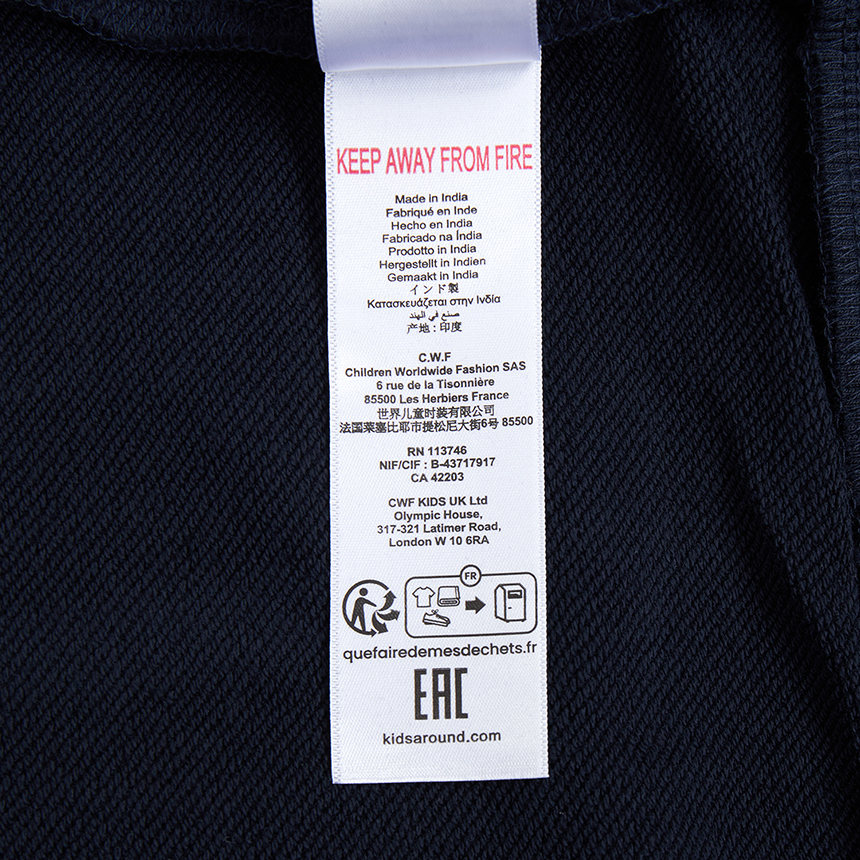 KEEP AWAY FROM FIRE
Made in India
Fabriqué en Inde
Hecho en India
Fabricado na Índia
Prodotto in India
Hergestellt in Indien
Gemaakt in India
インド製
Κατασκευάζεται στην Ινδία
صنع في الهند
产地 : 印度
C.W.F
Children Worldwide Fashion SAS
6 rue de la Tisonnière
85500 Les Herbiers France
世界儿童时装有限公司
法国莱塞比耶市提松尼大街6号 85500
RN 113746
NIF/CIF : B-43717917
CA 42203
CWF KIDS UK Ltd
Olympic House,
317-321 Latimer Road,
London W 10 6RA
FR
quefairedemesdechets.fr
EAC
kidsaround.com